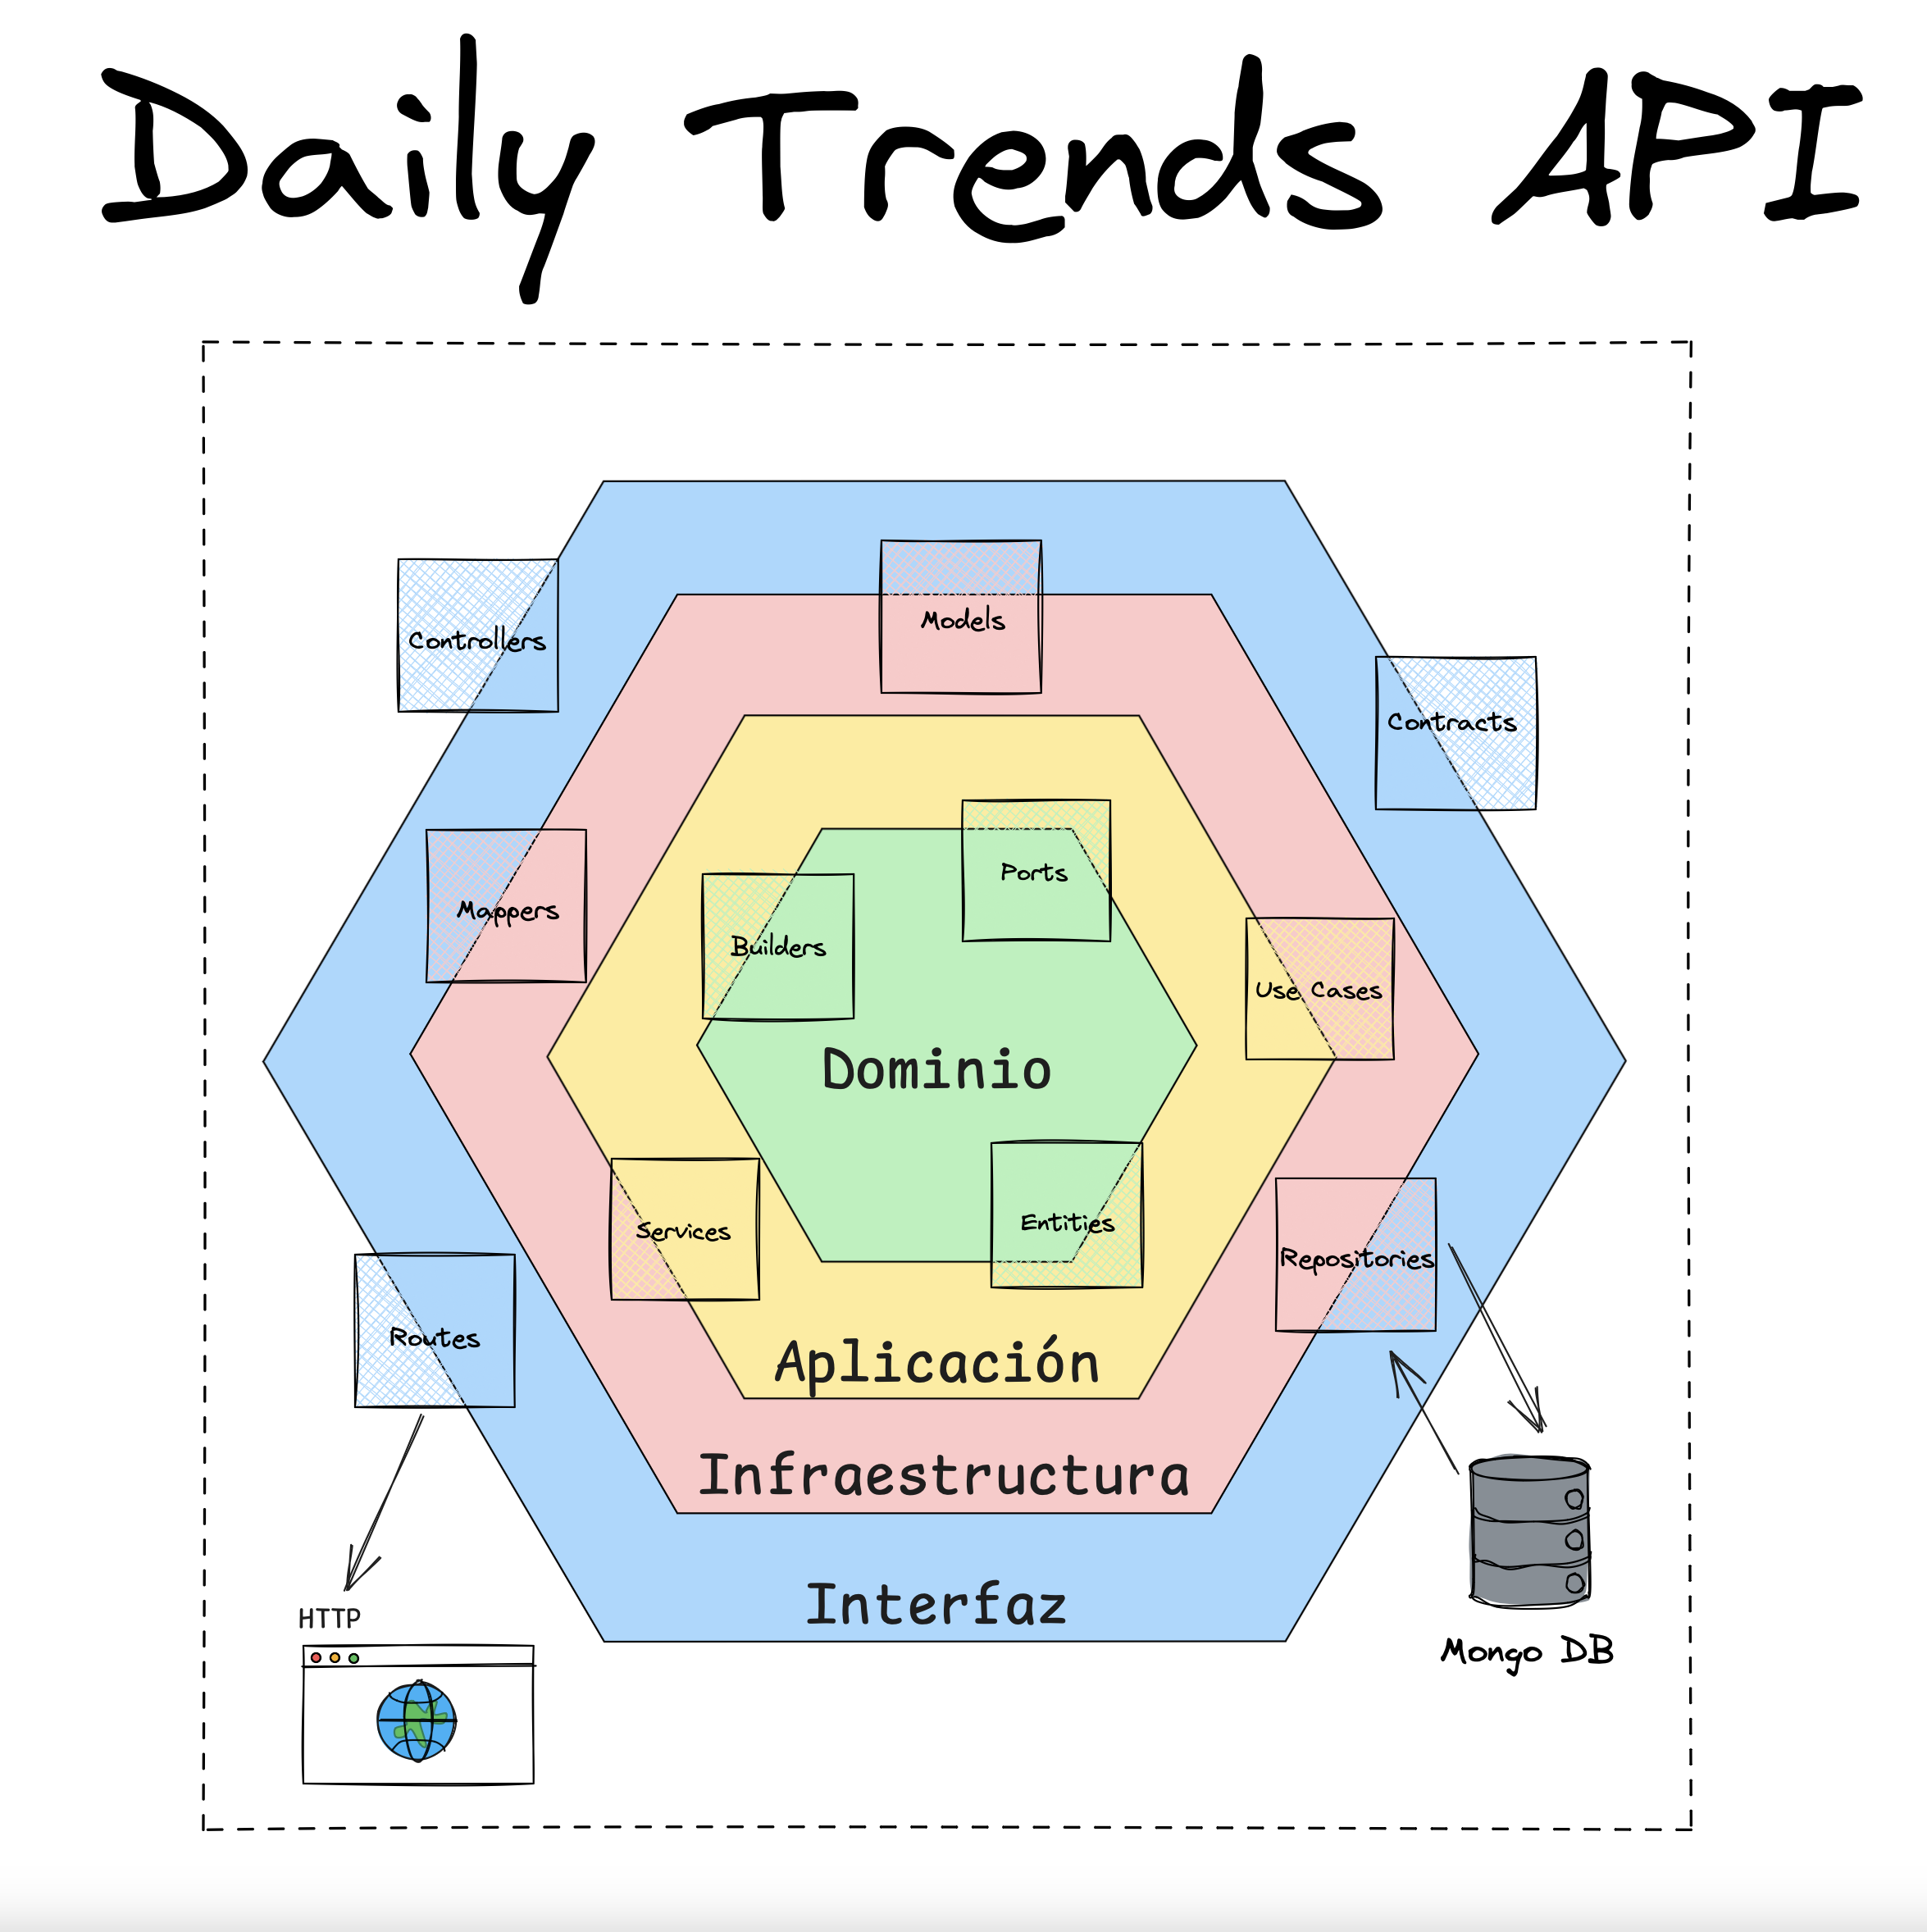 Daily Trends API
Models
Controllers
Contracts
Ports
Mappers
Builders
Use Cases
Dominio
Entities
Services
Repositories
Routes
Aplicación
Infraestructura
Interfaz
HTTP
Mongo DB